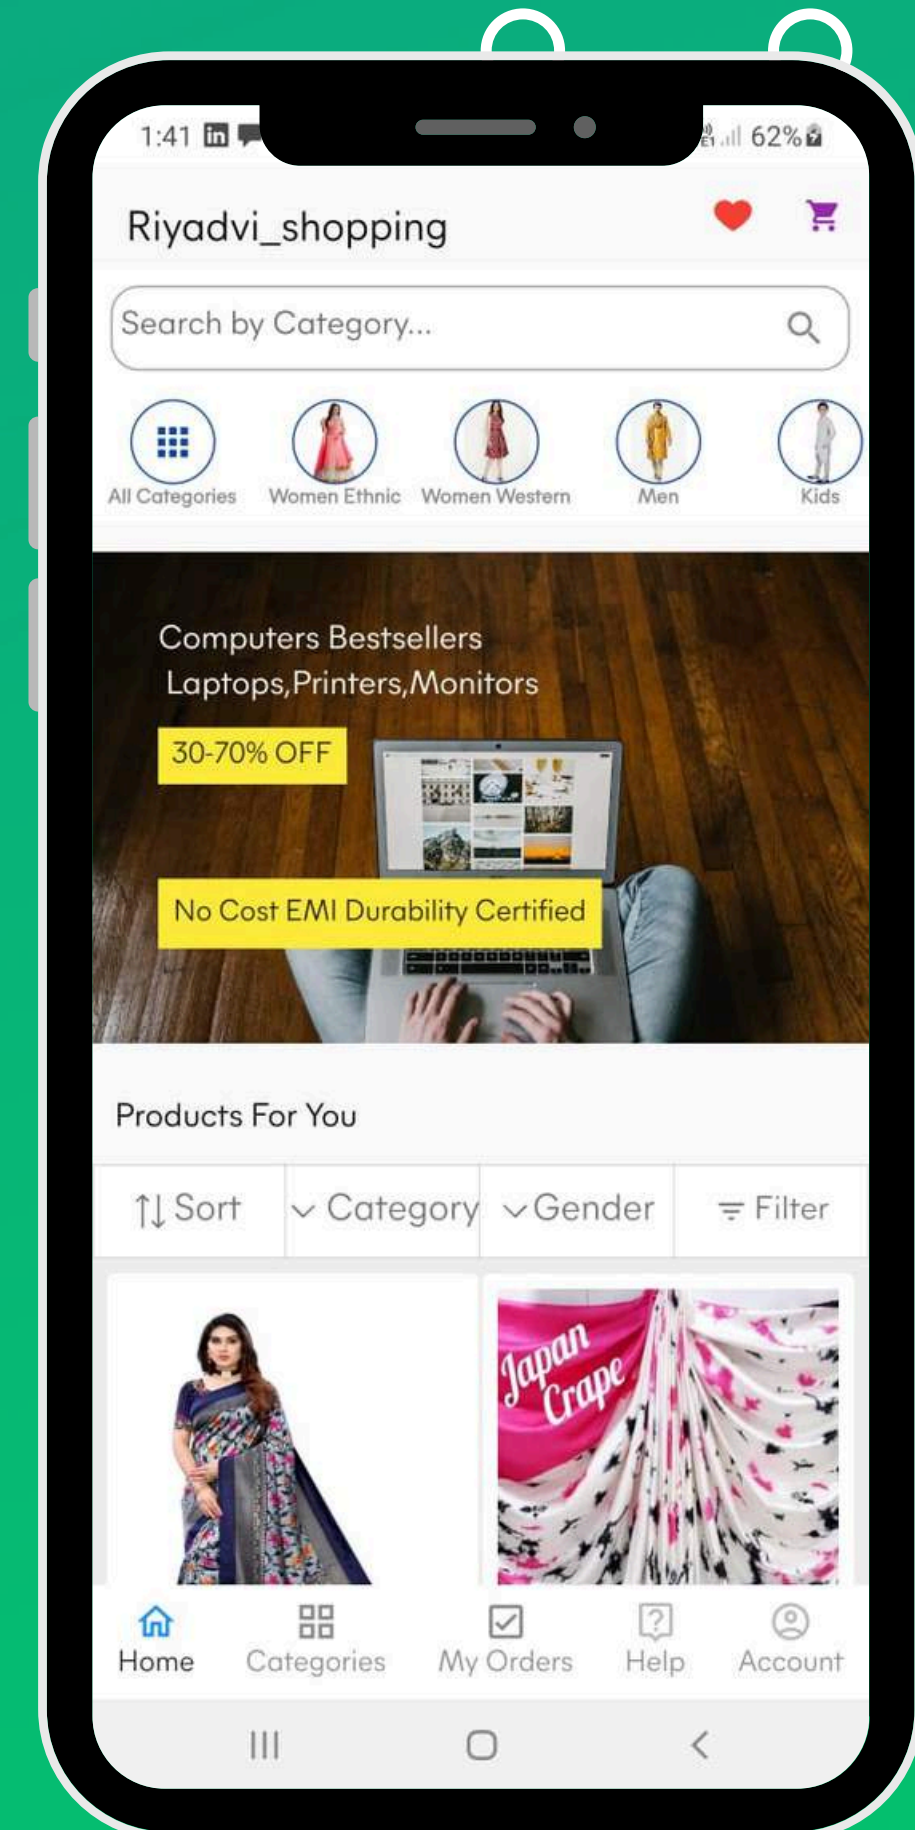 1:41
62%
Riyadvi_shopping
Search by Category...
All Categories
Women Ethnic
Women Western
Men
Kids
Computers Bestsellers
Laptops,Printers,Monitors
30-70% OFF
No Cost EMI Durability Certified
Products For You
Sort
Category
Gender
Filter
Japan
Crape
Home
Categories
My Orders
Help
Account